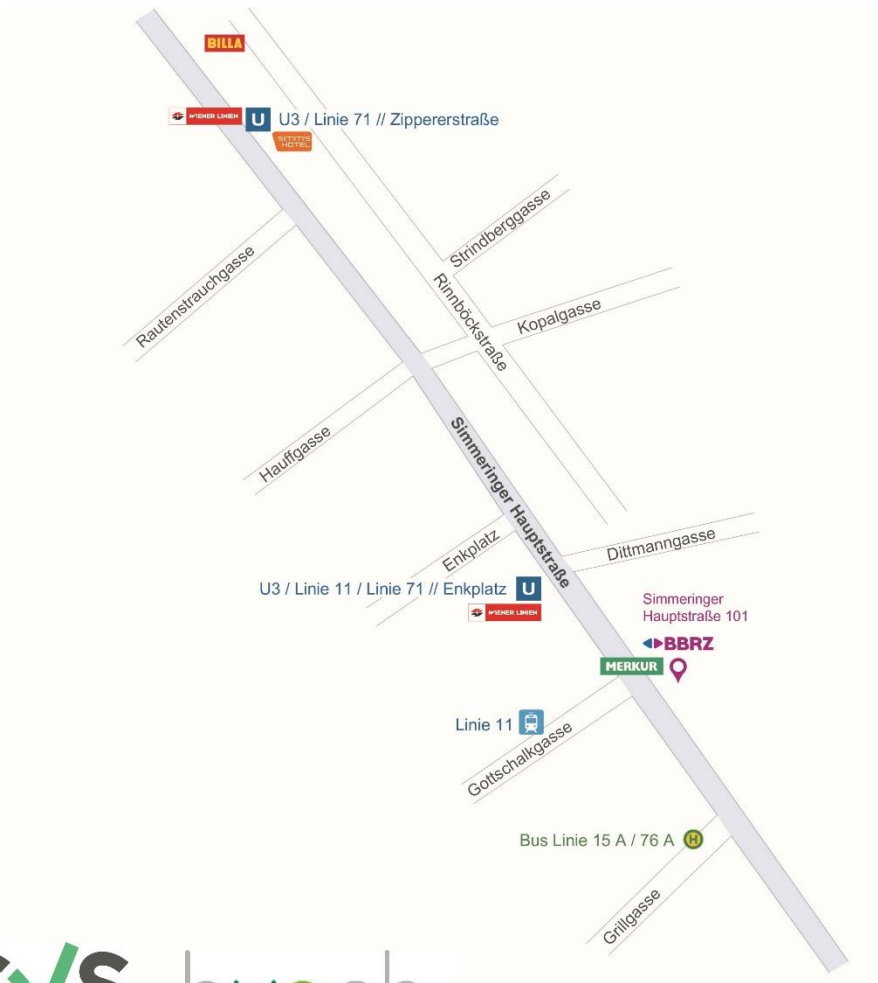 BILLA
WIENER LINIEN
U
U3 / Linie 71 // Zippererstraße
SIMMS HOTEL
Strindberggasse
Rautenstrauchgasse
Rinnböckstraße
Kopalgasse
Hauffgasse
Simmeringer Hauptstraße
Enkplatz
Dittmanngasse
U3 / Linie 11 / Linie 71 // Enkplatz
U
WIENER LINIEN
Simmeringer
Hauptstraße 101
BBRZ
MERKUR
Linie 11
Gottschalkgasse
Bus Linie 15 A / 76 A
H
Grillgasse